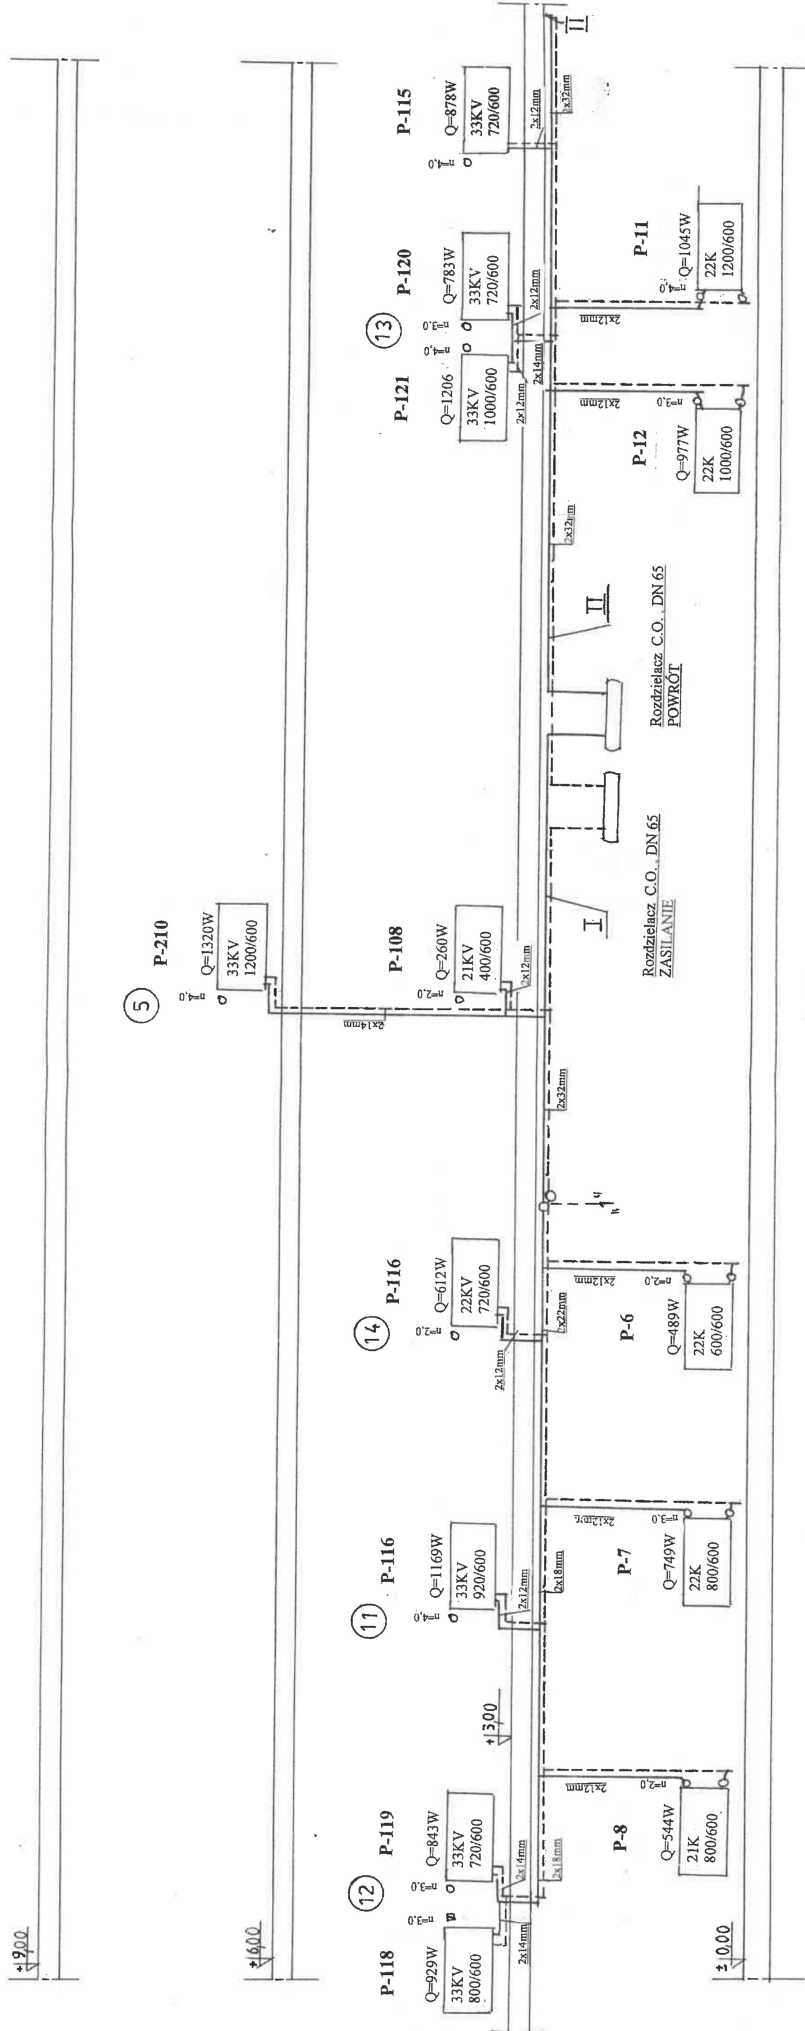 +9,00
+6,00
+3,00
± 0,00
12
P-118
Q=929W
33KV
800/600
n=3,0
2x14mm
P-119
Q=843W
33KV
720/600
n=3,0
2x14mm
2x18mm
11
P-116
Q=1169W
33KV
920/600
n=4,0
2x12mm
2x18mm
14
P-116
Q=612W
22KV
720/600
n=2,0
2x12mm
2x22mm
5
P-210
Q=1320W
33KV
1200/600
n=4,0
2x14mm
P-108
Q=260W
21KV
400/600
n=2,0
2x12mm
2x32mm
13
P-121
Q=1206
33KV
1000/600
n=4,0
2x12mm
2x14mm
P-120
Q=783W
33KV
720/600
n=3,0
2x12mm
P-115
Q=878W
33KV
720/600
n=4,0
2x12mm
2x32mm
II
P-8
Q=544W
21K
800/600
n=2,0
2x12mm
P-7
Q=749W
22K
800/600
n=3,0
2x12mm
P-6
Q=489W
22K
600/600
n=2,0
2x12mm
I
Rozdzielacz C.O. , DN 65
ZASILANIE
II
Rozdzielacz C.O. , DN 65
POWRÓT
2x32mm
P-12
Q=977W
22K
1000/600
n=3,0
2x12mm
P-11
Q=1045W
22K
1200/600
n=4,0
2x12mm